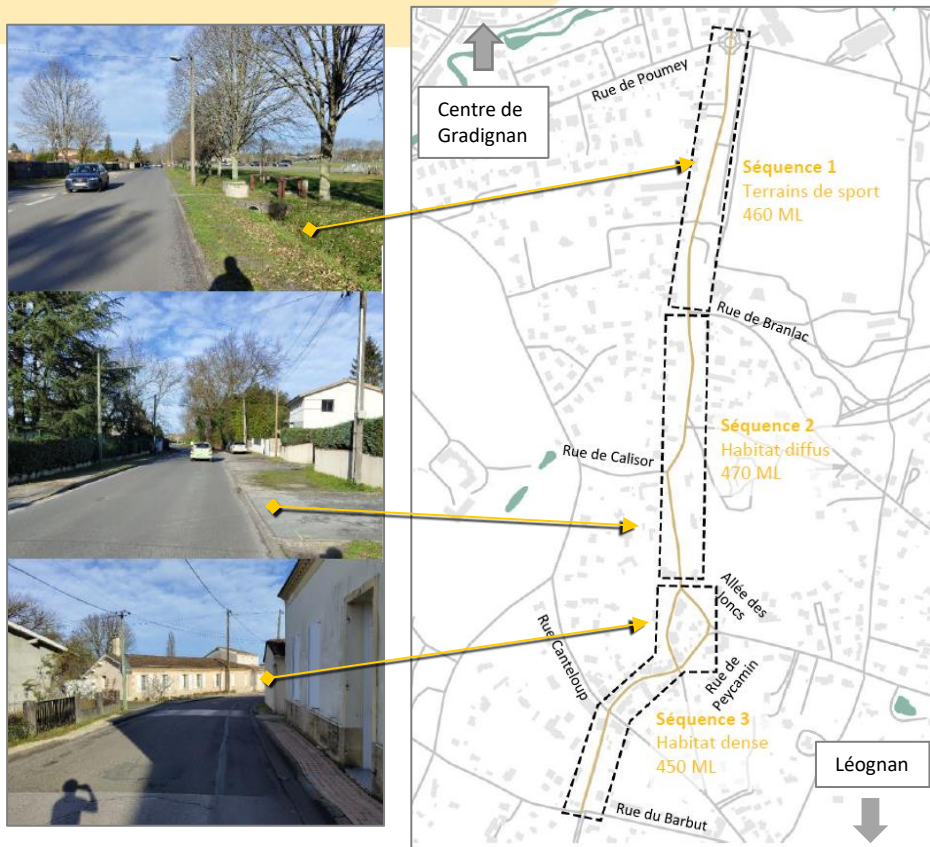 Centre de
Gradignan
Rue de Poumey
Séquence 1
Terrains de sport
460 ML
Rue de Branlac
Séquence 2
Habitat diffus
470 ML
Rue de Calisor
Allée des
Joncs
Rue Canteloup
Rue de
Peycamin
Séquence 3
Habitat dense
450 ML
Léognan
Rue du Barbut